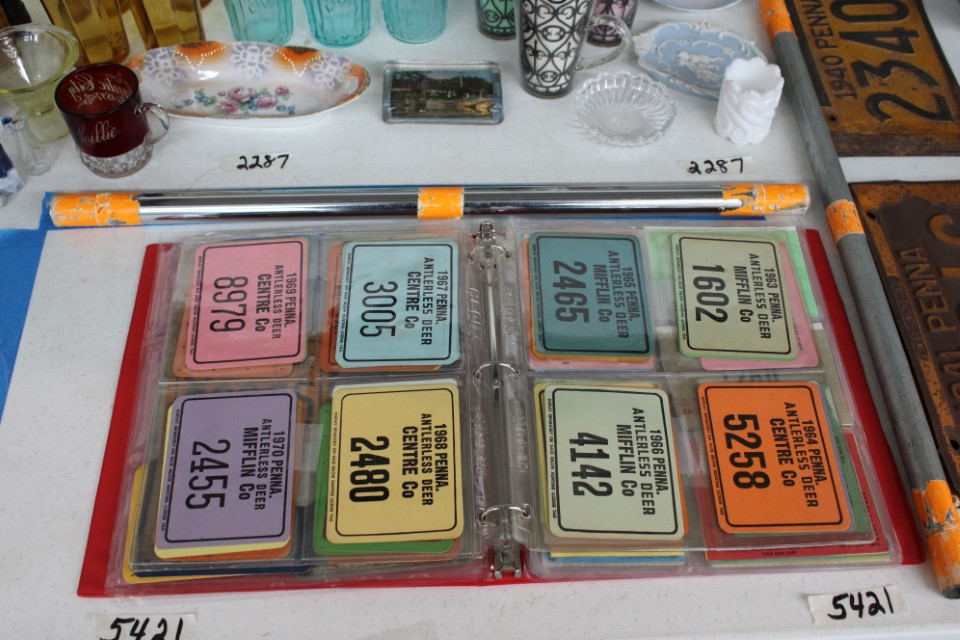 2287
2287
1969 PENNA.
ANTLERLESS DEER
CENTRE Co
8979
1967 PENNA.
ANTLERLESS DEER
CENTRE Co
3005
1965 PENNA.
ANTLERLESS DEER
MIFFLIN Co
2465
1963 PENNA.
ANTLERLESS DEER
MIFFLIN Co
1602
1970 PENNA.
ANTLERLESS DEER
MIFFLIN Co
2455
1968 PENNA.
ANTLERLESS DEER
CENTRE Co
2480
1966 PENNA.
ANTLERLESS DEER
MIFFLIN Co
4142
1964 PENNA.
ANTLERLESS DEER
CENTRE Co
5258
5421
5421
1940 PENN
2340
PENNA